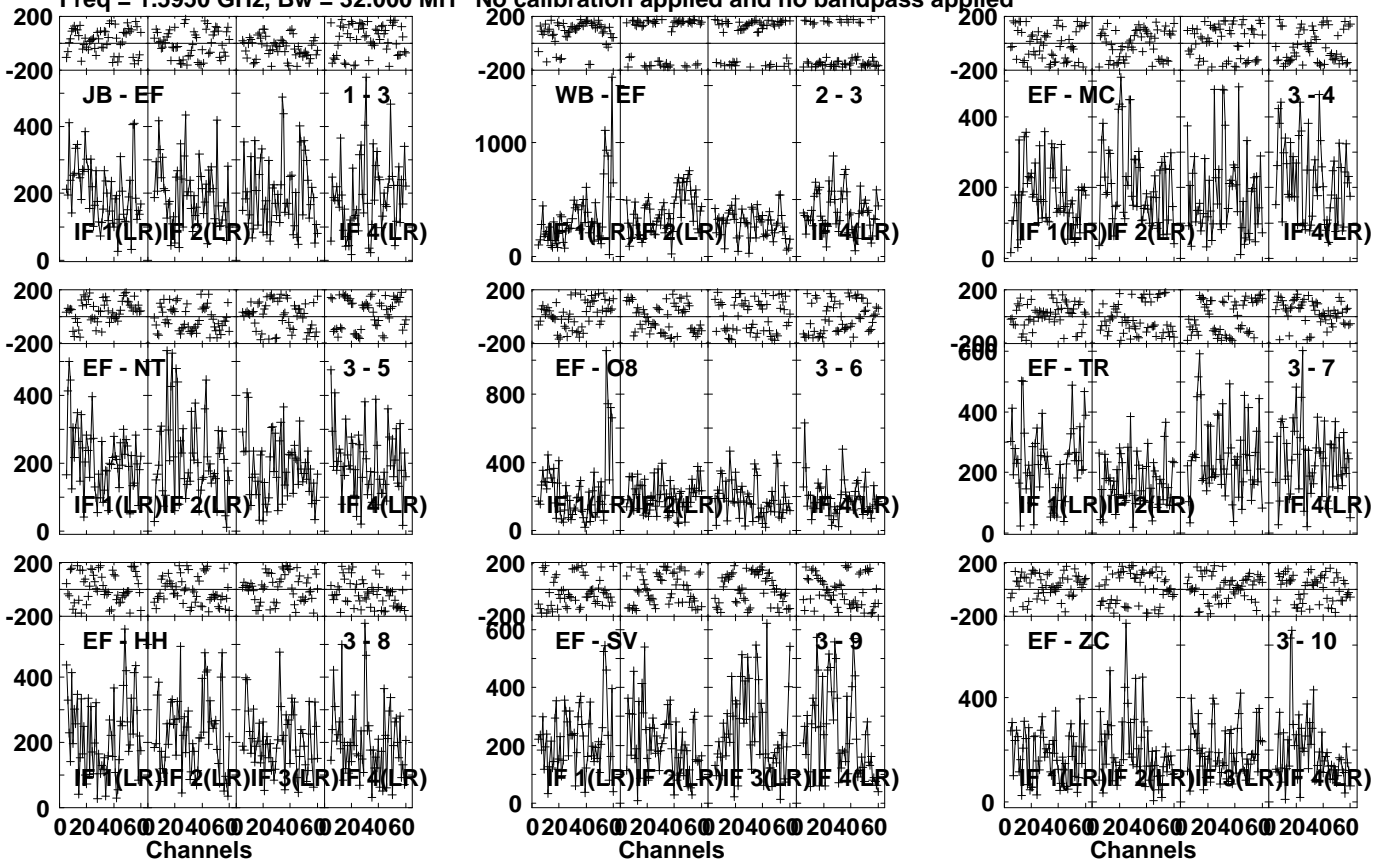 Freq = 1.5950 GHz, Bw = 32.000 MH No calibration applied and no bandpass applied
200
-200
JB - EF 1 - 3
400
200
0
IF 1(LR) IF 2(LR) IF 4(LR)
200
-200
WB - EF 2 - 3
1000
0
IF 1(LR) IF 2(LR) IF 4(LR)
200
-200
EF - MC 3 - 4
400
200
0
IF 1(LR) IF 2(LR) IF 4(LR)
200
-200
EF - NT 3 - 5
400
200
0
IF 1(LR) IF 2(LR) IF 4(LR)
200
-200
EF - O8 3 - 6
800
400
0
IF 1(LR) IF 2(LR) IF 4(LR)
200
-200
600
EF - TR 3 - 7
400
200
0
IF 1(LR) IF 2(LR) IF 4(LR)
200
-200
EF - HH 3 - 8
400
200
0
IF 1(LR) IF 2(LR) IF 3(LR) IF 4(LR)
0 20 40 60 0 20 40 60 0 20 40 60 0 20 40 60
Channels
200
-200
600
EF - SV 3 - 9
400
200
0
IF 1(LR) IF 2(LR) IF 3(LR) IF 4(LR)
0 20 40 60 0 20 40 60 0 20 40 60 0 20 40 60
Channels
200
-200
EF - ZC 3 - 10
400
0
IF 1(LR) IF 2(LR) IF 3(LR) IF 4(LR)
0 20 40 60 0 20 40 60 0 20 40 60 0 20 40 60
Channels